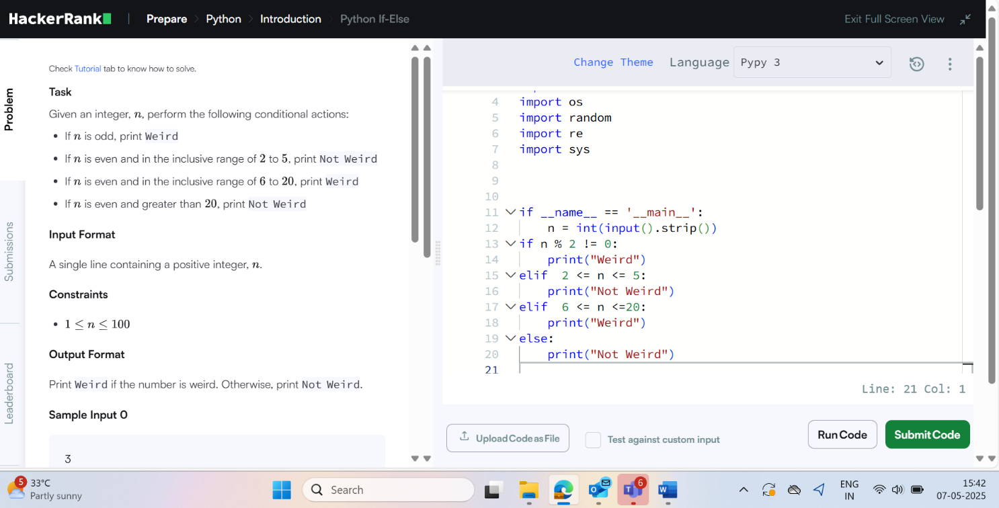 HackerRank
Prepare Python Introduction Python If-Else
Exit Full Screen View
Problem
Submissions
Leaderboard
Check Tutorial tab to know how to solve.
Task
Given an integer, n, perform the following conditional actions:
• If n is odd, print Weird
• If n is even and in the inclusive range of 2 to 5, print Not Weird
• If n is even and in the inclusive range of 6 to 20, print Weird
• If n is even and greater than 20, print Not Weird
Input Format
A single line containing a positive integer, n.
Constraints
• 1 ≤ n ≤ 100
Output Format
Print Weird if the number is weird. Otherwise, print Not Weird.
Sample Input 0
3
Change Theme Language Pypy 3
4 import os
5 import random
6 import re
7 import sys
8
9
10
11 if __name__ == '__main__':
12 n = int(input().strip())
13 if n % 2 != 0:
14 print("Weird")
15 elif 2 <= n <= 5:
16 print("Not Weird")
17 elif 6 <= n <=20:
18 print("Weird")
19 else:
20 print("Not Weird")
21
Line: 21 Col: 1
Upload Code as File
Test against custom input
Run Code
Submit Code
5
33°C
Partly sunny
Search
6
W
ENG
IN
15:42
07-05-2025